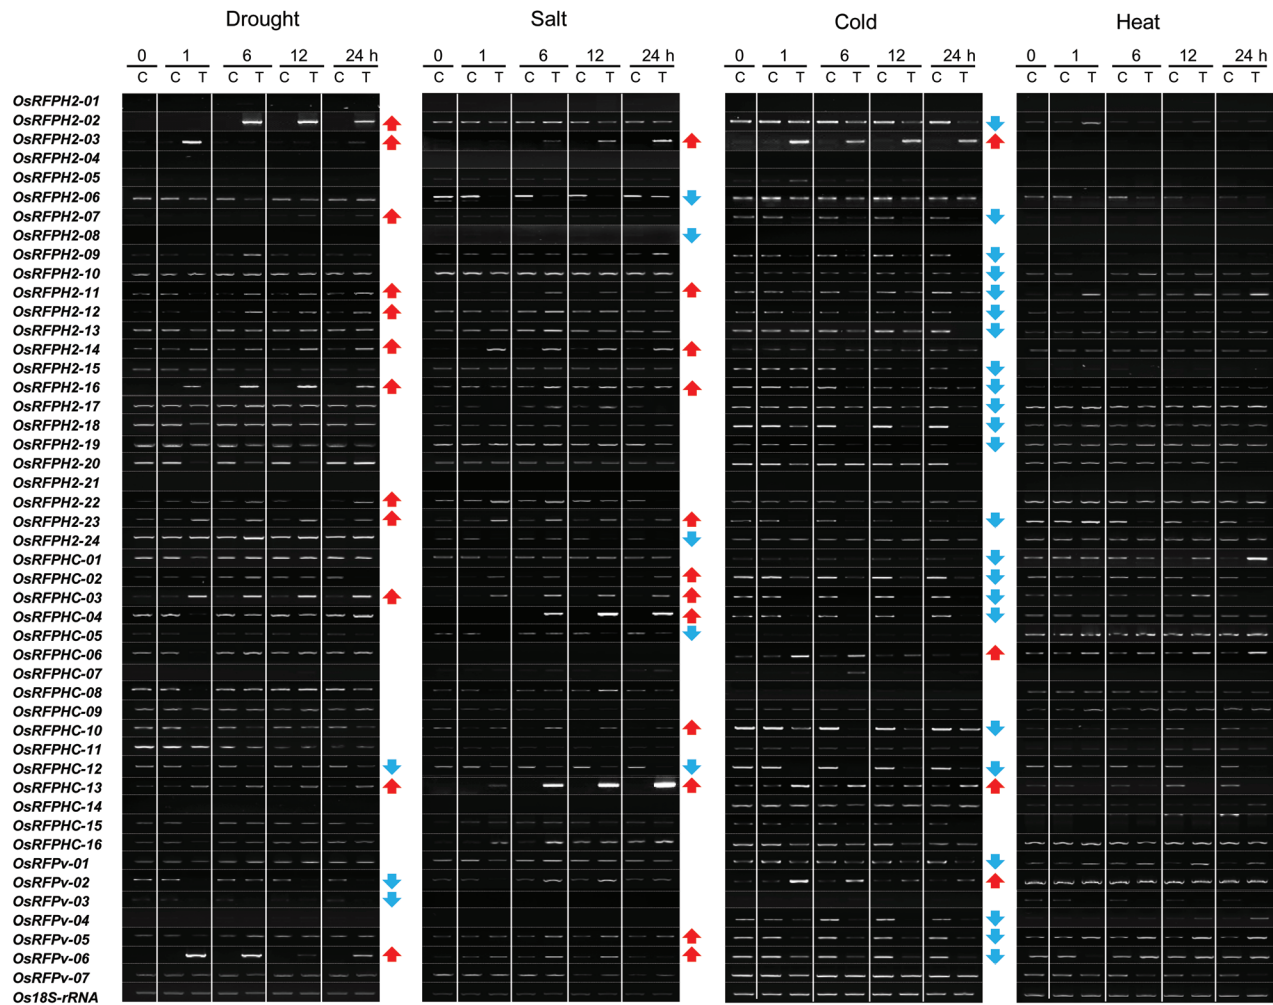 Drought Salt Cold Heat
0 1 6 12 24 h 0 1 6 12 24 h 0 1 6 12 24 h 0 1 6 12 24 h
C C T C T C T C T C C T C T C T C T C C T C T C T C T C C T C T C T C T
OsRFPH2-01
OsRFPH2-02
OsRFPH2-03
OsRFPH2-04
OsRFPH2-05
OsRFPH2-06
OsRFPH2-07
OsRFPH2-08
OsRFPH2-09
OsRFPH2-10
OsRFPH2-11
OsRFPH2-12
OsRFPH2-13
OsRFPH2-14
OsRFPH2-15
OsRFPH2-16
OsRFPH2-17
OsRFPH2-18
OsRFPH2-19
OsRFPH2-20
OsRFPH2-21
OsRFPH2-22
OsRFPH2-23
OsRFPH2-24
OsRFPHC-01
OsRFPHC-02
OsRFPHC-03
OsRFPHC-04
OsRFPHC-05
OsRFPHC-06
OsRFPHC-07
OsRFPHC-08
OsRFPHC-09
OsRFPHC-10
OsRFPHC-11
OsRFPHC-12
OsRFPHC-13
OsRFPHC-14
OsRFPHC-15
OsRFPHC-16
OsRFPv-01
OsRFPv-02
OsRFPv-03
OsRFPv-04
OsRFPv-05
OsRFPv-06
OsRFPv-07
Os18S-rRNA